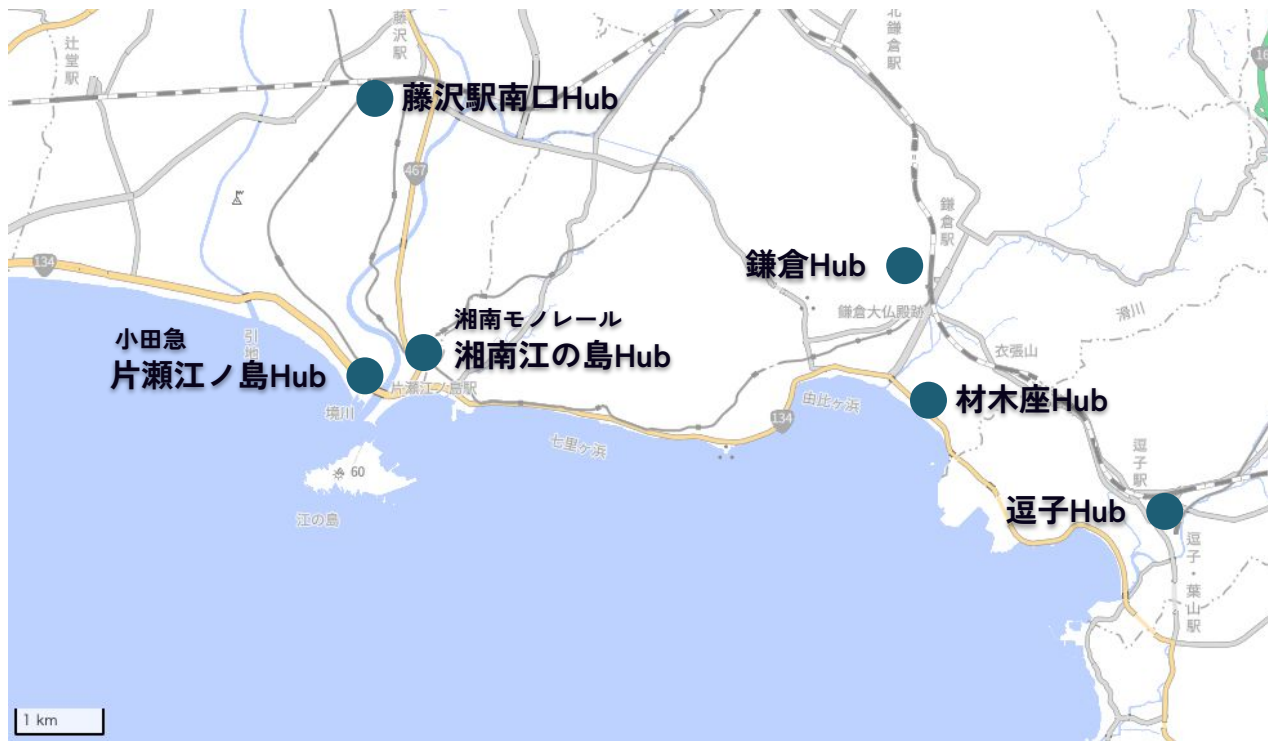 辻堂駅
藤沢駅
北鎌倉駅
16
藤沢駅南口Hub
467
鎌倉駅
134
鎌倉Hub
鎌倉大仏殿跡
滑川
湘南モノレール
湘南江の島Hub
小田急
片瀬江ノ島Hub
引地
衣張山
片瀬江ノ島駅
境川
由比ヶ浜
材木座Hub
134
七里ヶ浜
逗子駅
60
江の島
逗子Hub
逗子・葉山駅
1 km